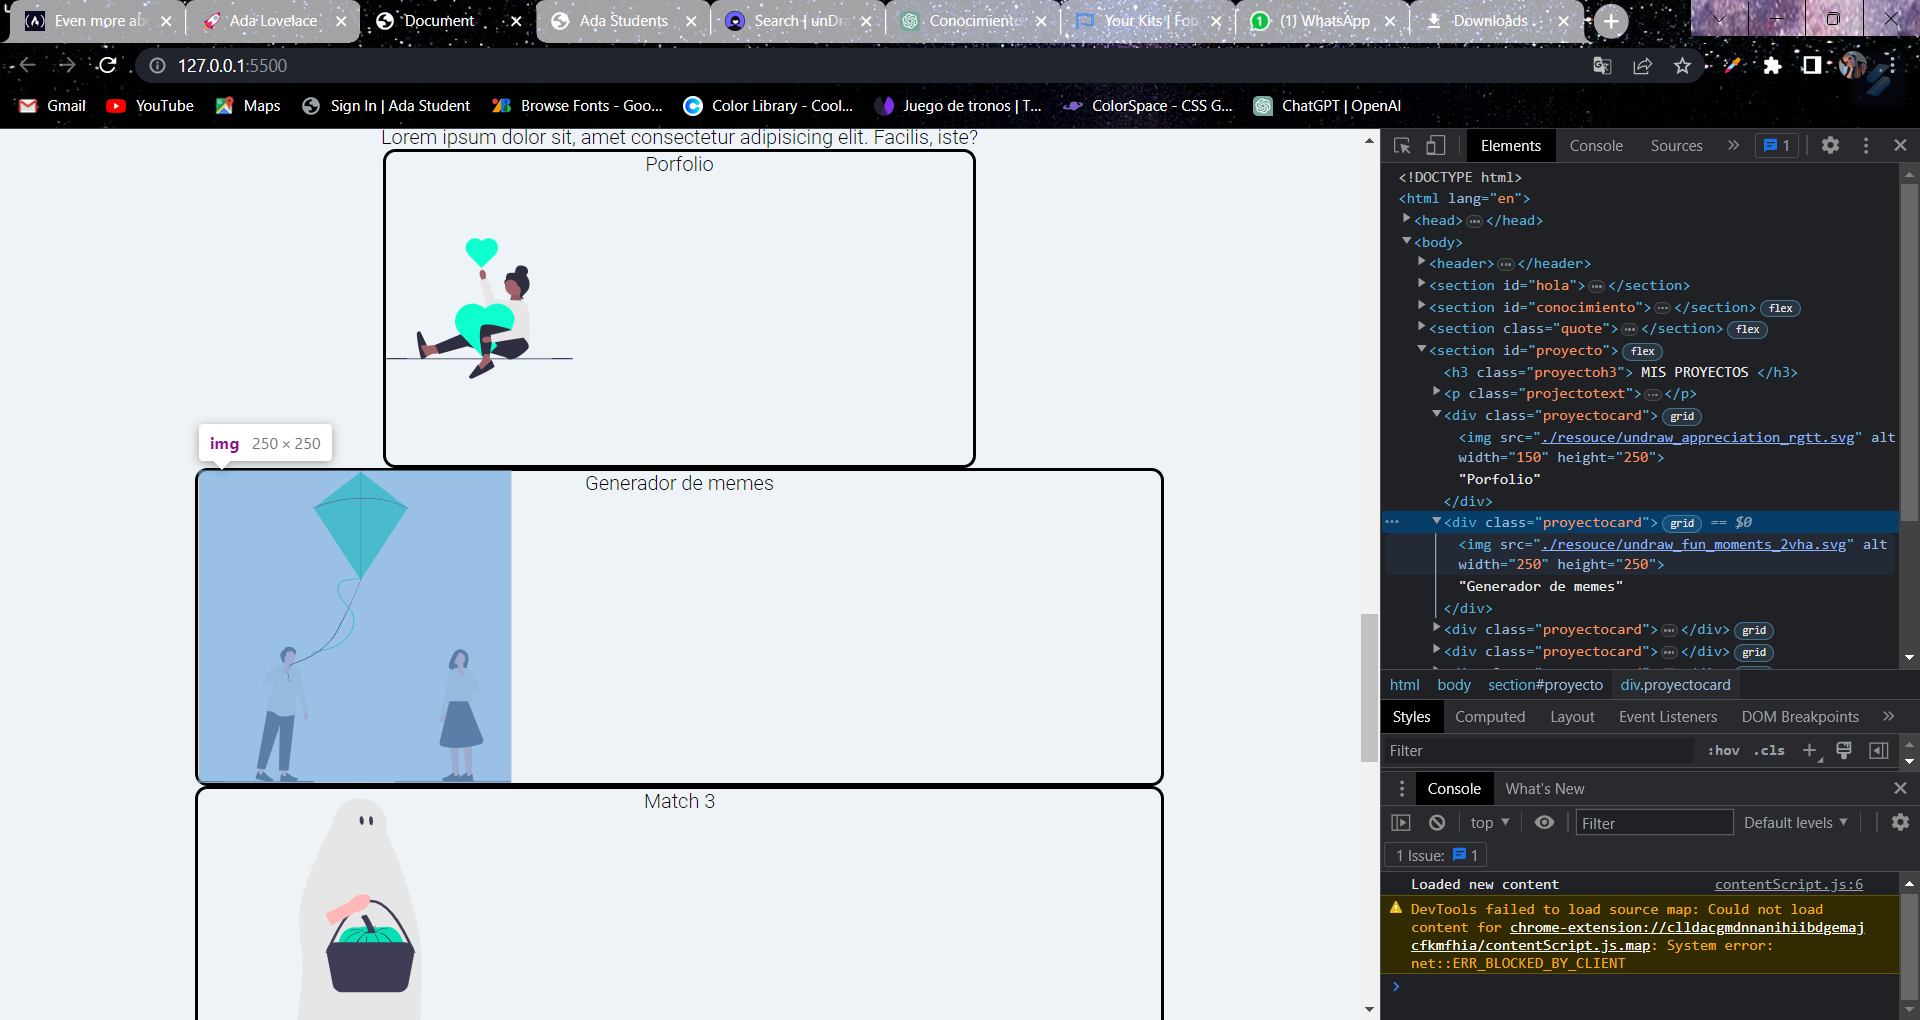 Even more ab
Ada Lovelace
Document
Ada Students
Search | unDra
Conocimiente
Your Kits | Fo
(1) WhatsApp
Downloads
127.0.0.1:5500
Gmail
YouTube
Maps
Sign In | Ada Student
Browse Fonts - Goo...
Color Library - Cool...
Juego de tronos | T...
ColorSpace - CSS G...
ChatGPT | OpenAI
Lorem ipsum dolor sit, amet consectetur adipisicing elit. Facilis, iste?
Porfolio
img 250 × 250
Generador de memes
Match 3
Elements Console Sources » 1
<!DOCTYPE html>
<html lang="en">
<head> ... </head>
<body>
<header> ... </header>
<section id="hola"> ... </section>
<section id="conocimiento"> ... </section> flex
<section class="quote"> ... </section> flex
<section id="proyecto"> flex
<h3 class="proyectoh3"> MIS PROYECTOS </h3>
<p class="projectotext"> ... </p>
<div class="proyectocard"> grid
<img src="./resouce/undraw_appreciation_rgtt.svg" alt
width="150" height="250">
"Porfolio"
</div>
... <div class="proyectocard"> grid == $0
<img src="./resouce/undraw_fun_moments_2vha.svg" alt
width="250" height="250">
"Generador de memes"
</div>
<div class="proyectocard"> ... </div> grid
<div class="proyectocard"> ... </div> grid
html body section#proyecto div.proyectocard
Styles Computed Layout Event Listeners DOM Breakpoints »
Filter :hov .cls +
Console What's New
top Filter Default levels
1 Issue: 1
Loaded new content contentScript.js:6
DevTools failed to load source map: Could not load
content for chrome-extension://clldacgmdnnanihiibdgemaj
cfkmfhia/contentScript.js.map: System error:
net::ERR_BLOCKED_BY_CLIENT